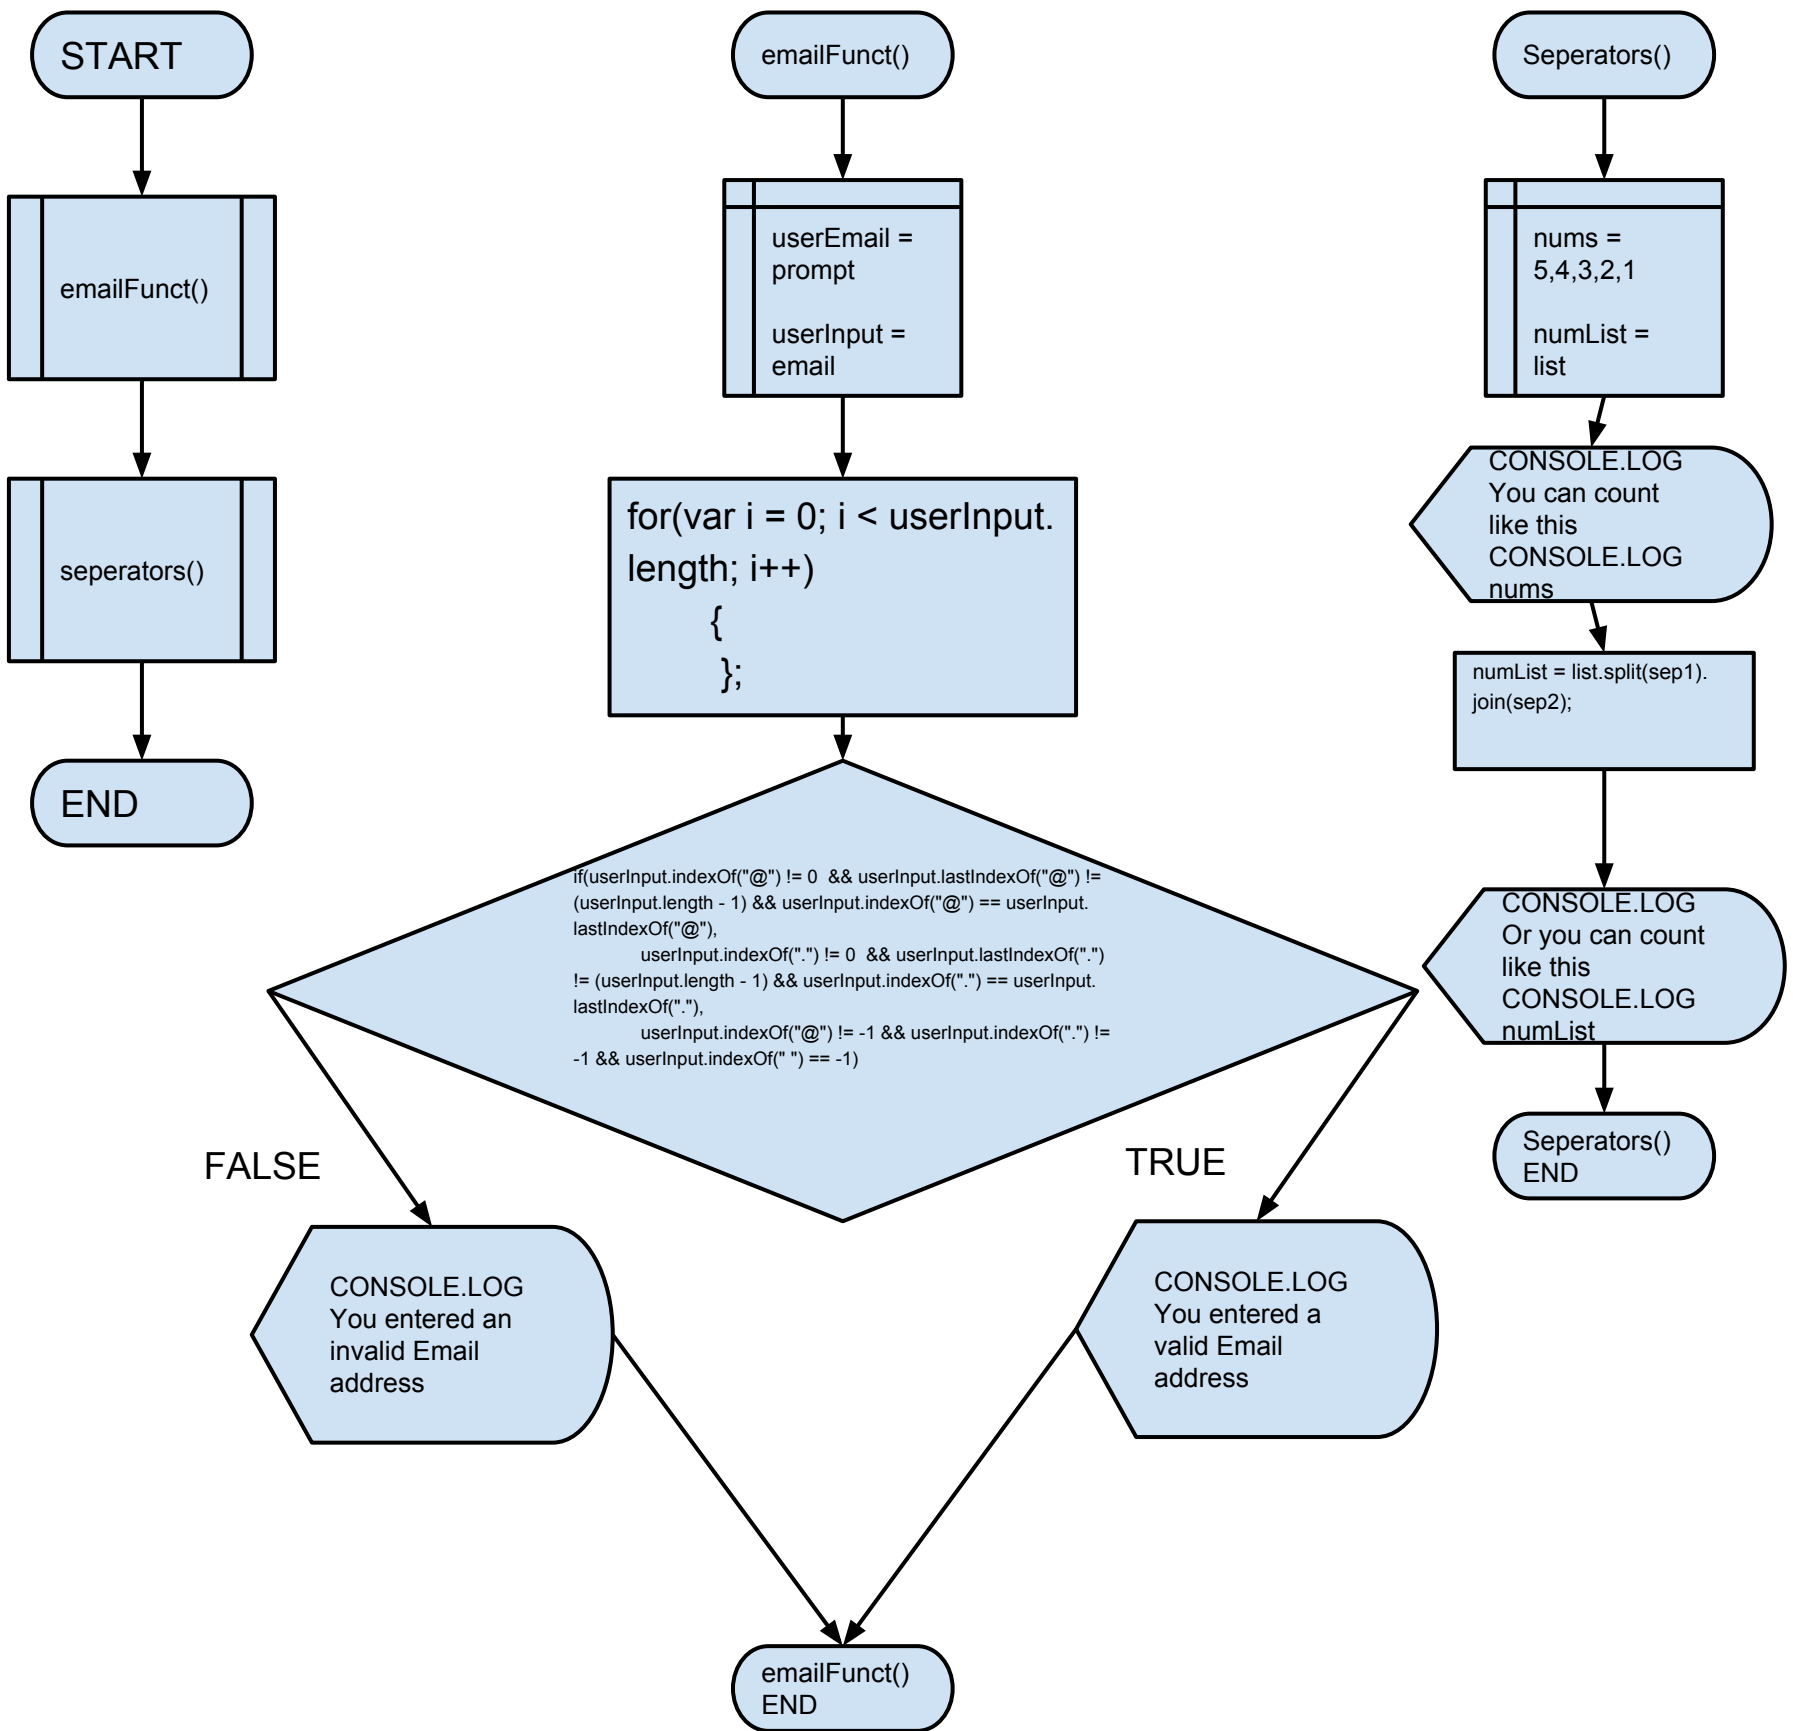 START
emailFunct()
seperators()
END
emailFunct()
userEmail =
prompt
userInput =
email
for(var i = 0; i < userInput.
length; i++)
{
};
if(userInput.indexOf("@") != 0  && userInput.lastIndexOf("@") !=
(userInput.length - 1) && userInput.indexOf("@") == userInput.
lastIndexOf("@"),
userInput.indexOf(".") != 0  && userInput.lastIndexOf(".")
!= (userInput.length - 1) && userInput.indexOf(".") == userInput.
lastIndexOf("."),
userInput.indexOf("@") != -1 && userInput.indexOf(".") !=
-1 && userInput.indexOf(" ") == -1)
FALSE
TRUE
CONSOLE.LOG
You entered an
invalid Email
address
CONSOLE.LOG
You entered a
valid Email
address
emailFunct()
END
Seperators()
nums =
5,4,3,2,1
numList =
list
CONSOLE.LOG
You can count
like this
CONSOLE.LOG
nums
numList = list.split(sep1).
join(sep2);
CONSOLE.LOG
Or you can count
like this
CONSOLE.LOG
numList
Seperators()
END